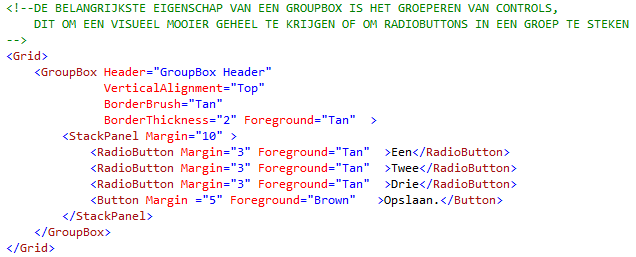 <!--DE BELANGRIJKSTE EIGENSCHAP VAN EEN GROUPBOX IS HET GROEPEREN VAN CONTROLS,
    DIT OM EEN VISUEEL MOOIER GEHEEL TE KRIJGEN OF OM RADIOBUTTONS IN EEN GROEP TE STEKEN
-->
<Grid>
    <GroupBox Header="GroupBox Header"
              VerticalAlignment="Top"
              BorderBrush="Tan"
              BorderThickness="2" Foreground="Tan"  >
        <StackPanel Margin="10" >
            <RadioButton Margin="3" Foreground="Tan"  >Een</RadioButton>
            <RadioButton Margin="3" Foreground="Tan"  >Twee</RadioButton>
            <RadioButton Margin="3" Foreground="Tan"  >Drie</RadioButton>
            <Button Margin ="5" Foreground="Brown"   >Opslaan.</Button>
        </StackPanel>
    </GroupBox>
</Grid>